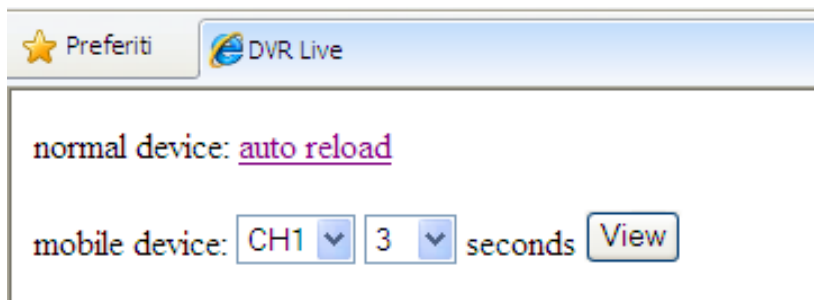 Preferiti DVR Live
normal device: auto reload
mobile device: CH1 3 seconds View